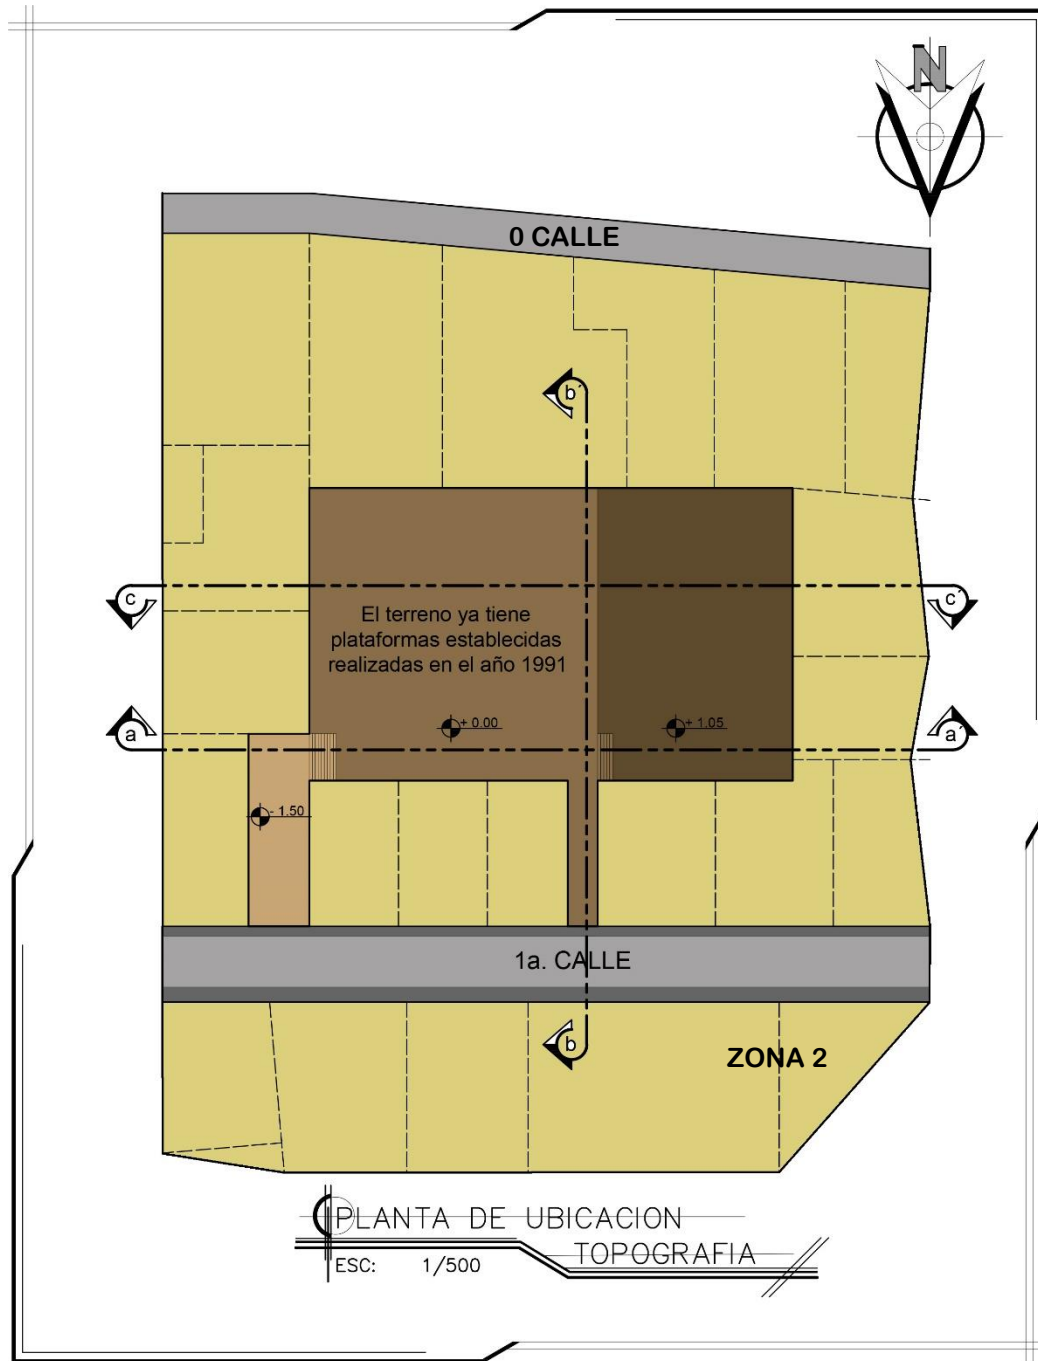 N
0 CALLE
b´
c
c´
El terreno ya tiene
plataformas establecidas
realizadas en el año 1991
+ 0.00
+ 1.05
a
a´
- 1.50
1a. CALLE
b
ZONA 2
PLANTA DE UBICACION
TOPOGRAFIA
ESC: 1/500